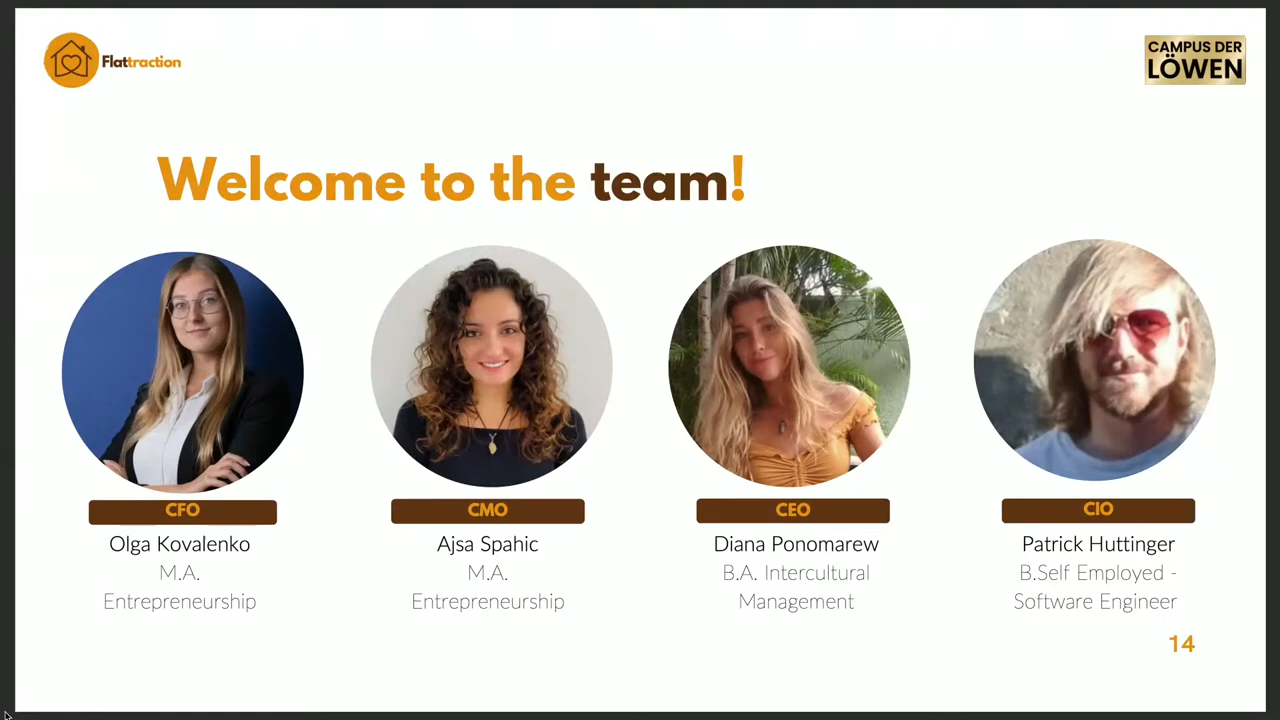 Flattraction
CAMPUS DER
LÖWEN
Welcome to the team!
CFO
Olga Kovalenko
M.A.
Entrepreneurship
CMO
Ajsa Spahic
M.A.
Entrepreneurship
CEO
Diana Ponomarew
B.A. Intercultural
Management
CIO
Patrick Huttinger
B.Self Employed -
Software Engineer
14